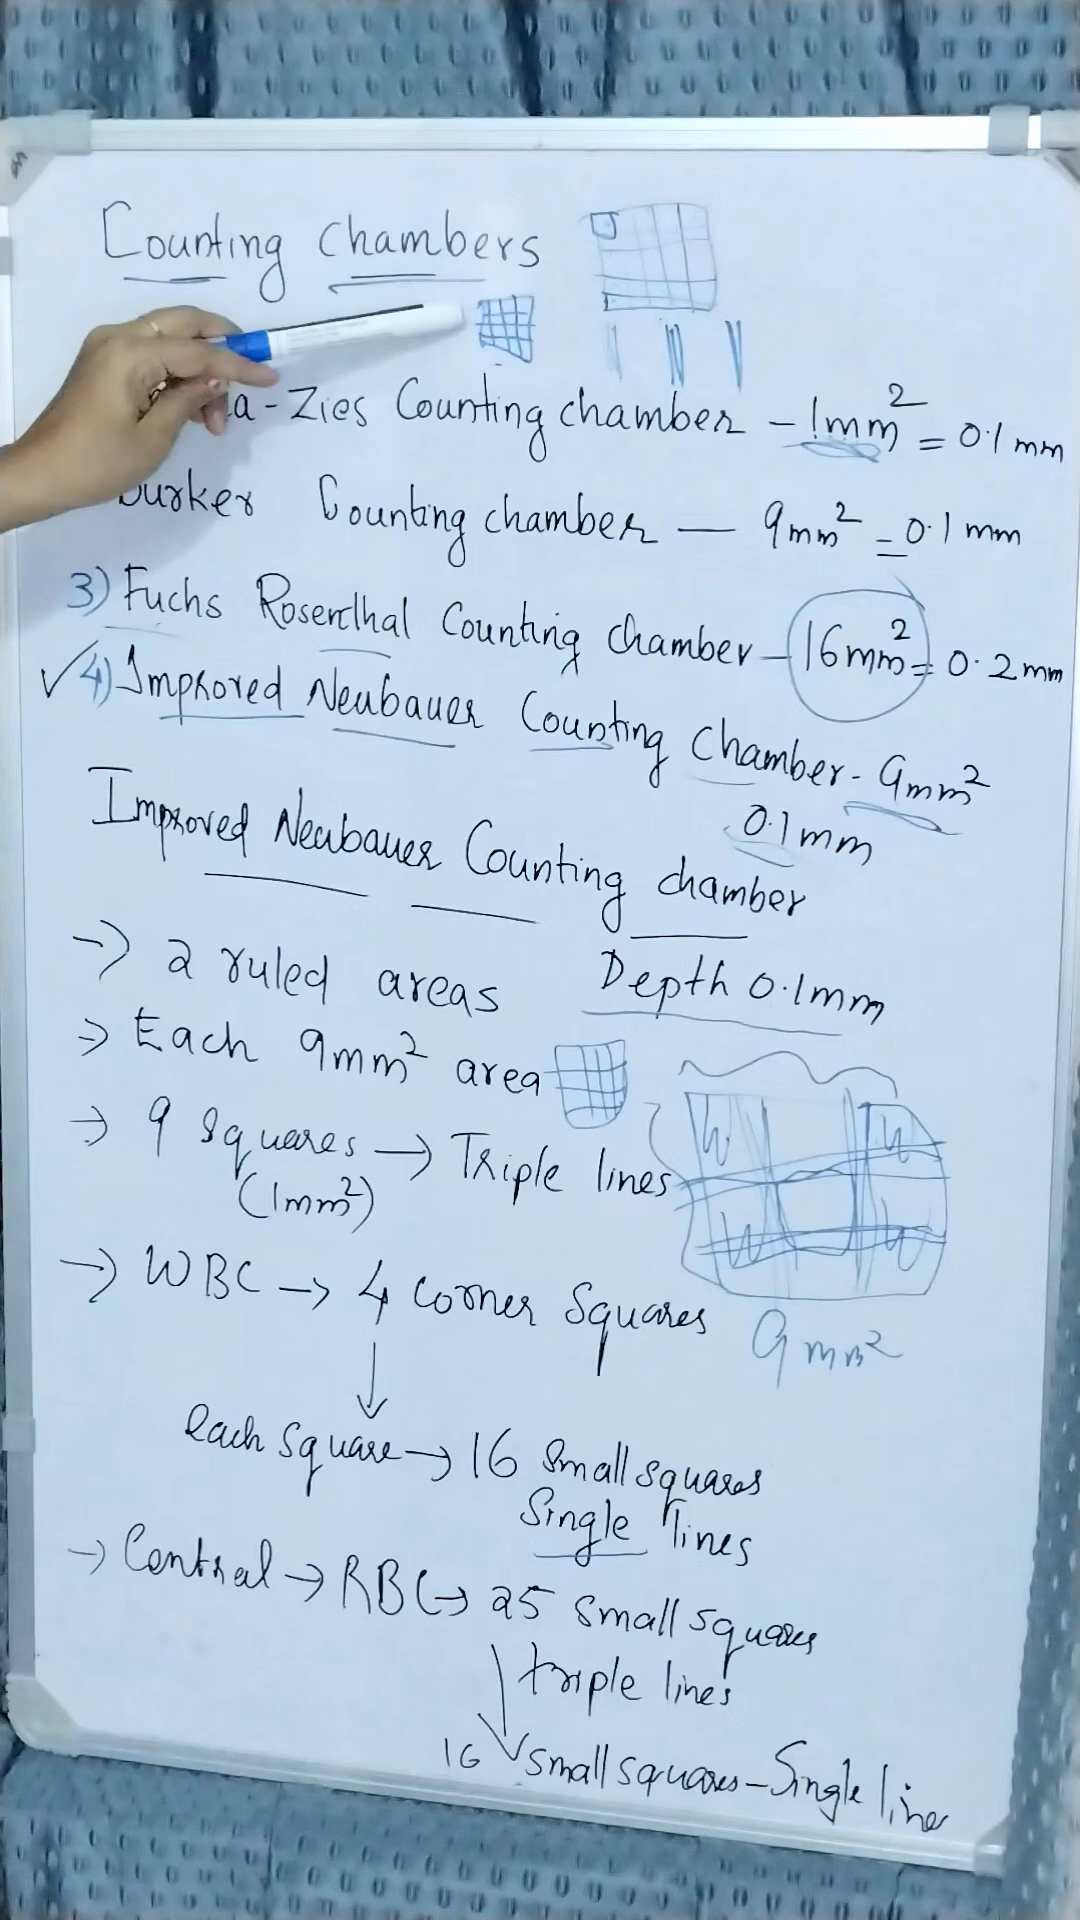 Counting Chambers
a-Zies Counting chamber - 1mm² = 0.1 mm
Burker Counting chamber — 9mm² = 0.1 mm
3) Fuchs Rosenthal Counting Chamber - 16mm² = 0.2mm
✓ 4) Improved Neubauer Counting Chamber - 9mm²
0.1mm
Improved Neubauer Counting chamber
→ 2 ruled areas Depth 0.1mm
→ Each 9mm² area
→ 9 Squares → Triple lines
(1mm²)
W W
W W
→ WBC → 4 corner Squares
9mm²
↓
each square → 16 Small squares
Single lines
→ Central → RBC → 25 small squares
triple lines
↓
16 small squares - Single line